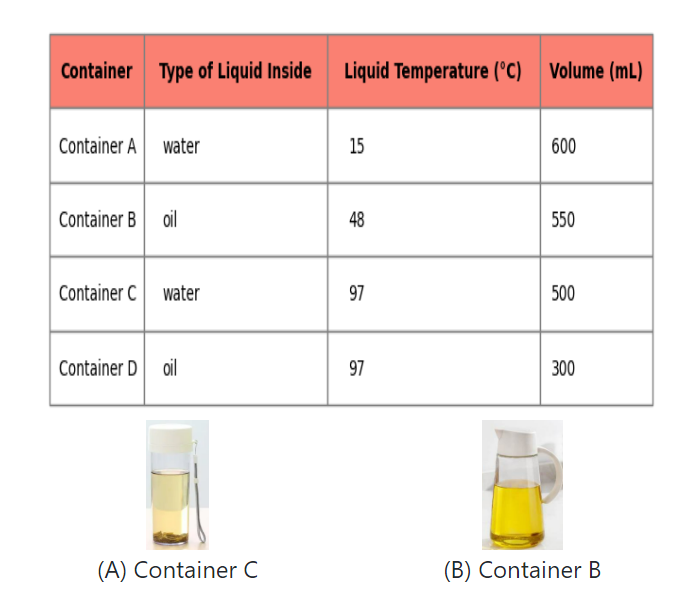 Container Type of Liquid Inside Liquid Temperature (°C) Volume (mL)
Container A water 15 600
Container B oil 48 550
Container C water 97 500
Container D oil 97 300
(A) Container C (B) Container B